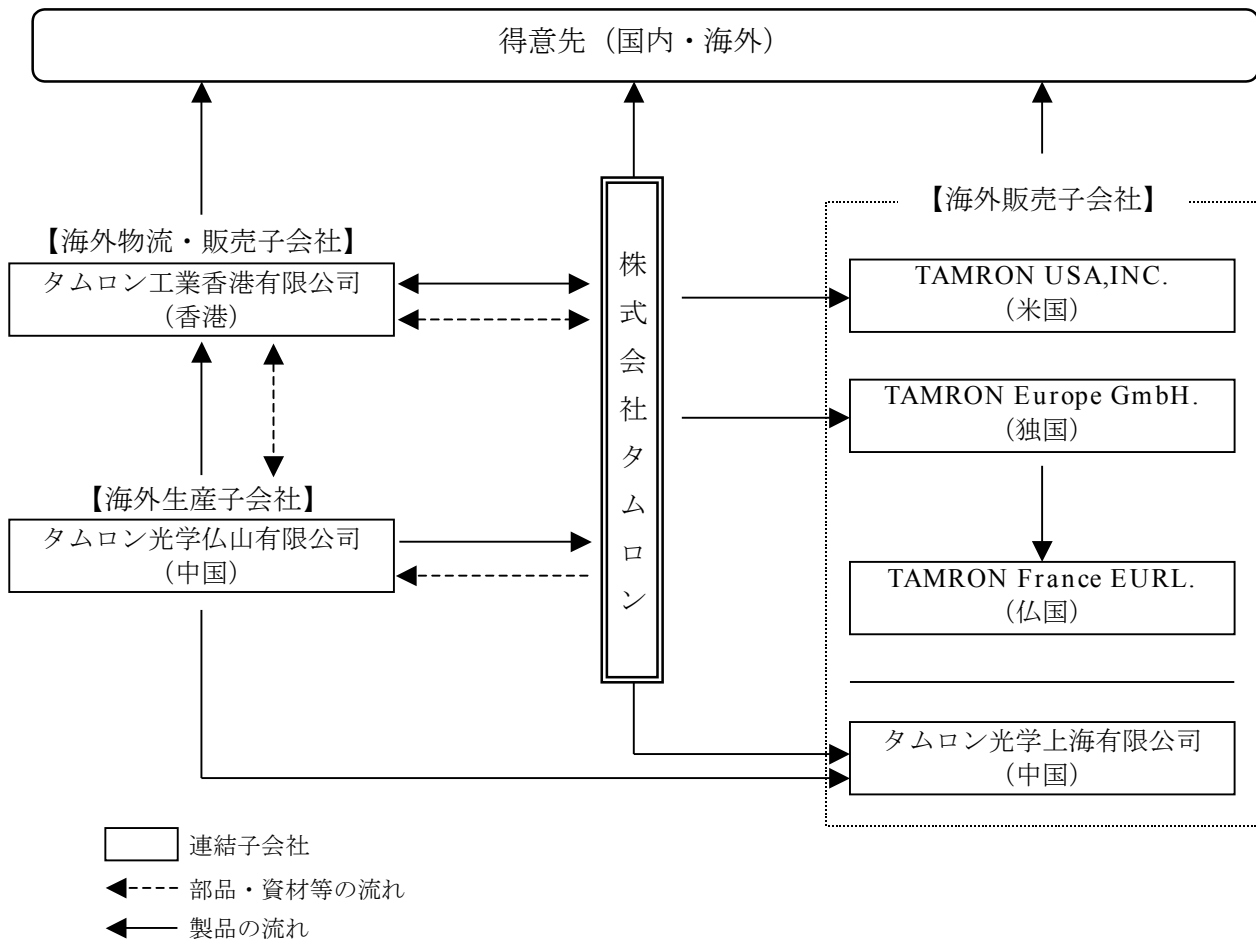 得意先（国内・海外）
【海外物流・販売子会社】
タムロン工業香港有限公司
（香港）
【海外生産子会社】
タムロン光学仏山有限公司
（中国）
株式会社タムロン
【海外販売子会社】
TAMRON USA,INC.
（米国）
TAMRON Europe GmbH.
（独国）
TAMRON France EURL.
（仏国）
タムロン光学上海有限公司
（中国）
連結子会社
部品・資材等の流れ
製品の流れ